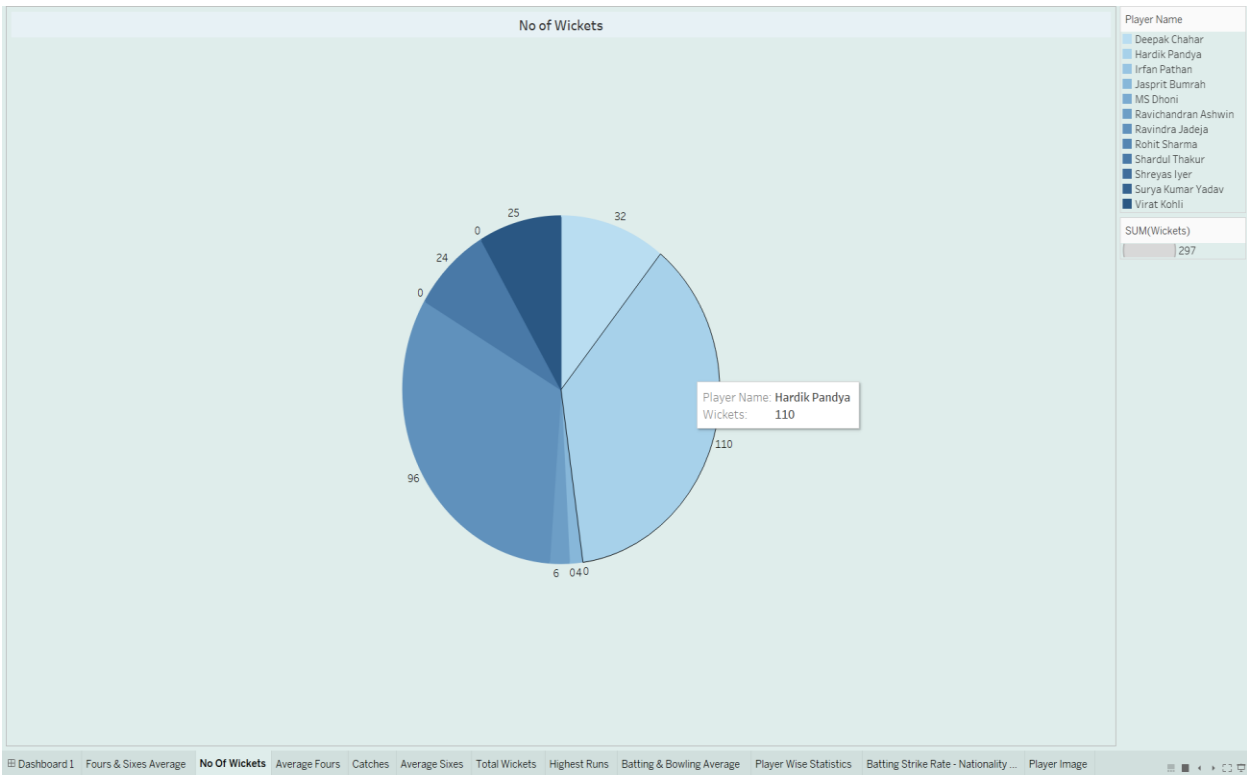 No of Wickets
25
32
0
24
0
Player Name: Hardik Pandya
Wickets: 110
110
96
6 040
Player Name
Deepak Chahar
Hardik Pandya
Irfan Pathan
Jasprit Bumrah
MS Dhoni
Ravichandran Ashwin
Ravindra Jadeja
Rohit Sharma
Shardul Thakur
Shreyas Iyer
Surya Kumar Yadav
Virat Kohli
SUM(Wickets)
297
Dashboard 1 Fours & Sixes Average No Of Wickets Average Fours Catches Average Sixes Total Wickets Highest Runs Batting & Bowling Average Player Wise Statistics Batting Strike Rate - Nationality ... Player Image